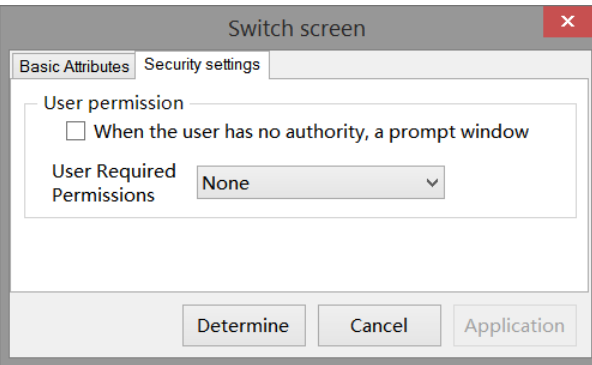 Switch screen
Basic Attributes Security settings
User permission
When the user has no authority, a prompt window
User Required
Permissions
None
Determine Cancel Application